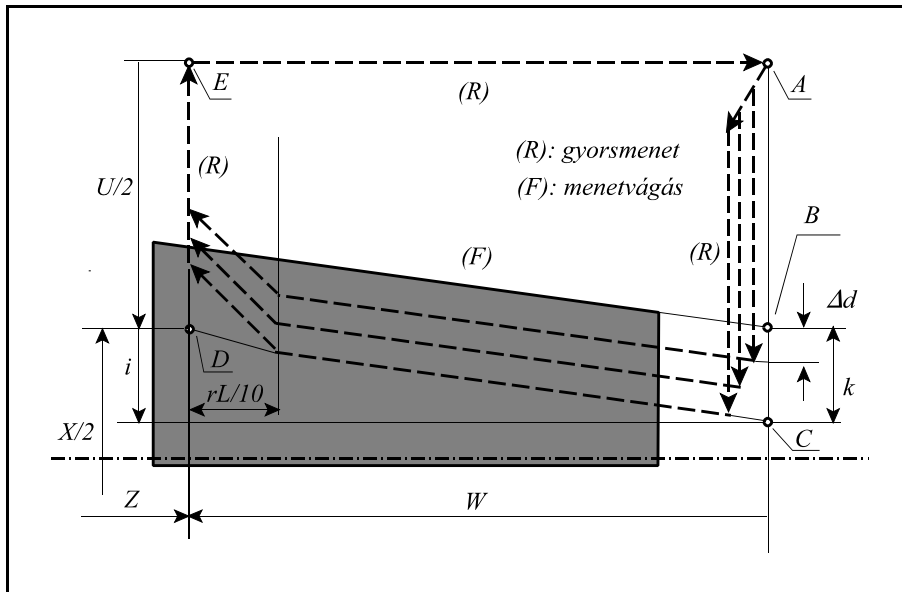 E
A
(R)
(R): gyorsmenet
(R)
(F): menetvágás
U/2
B
(F)
(R)
Δd
D
i
rL/10
k
X/2
C
Z
W